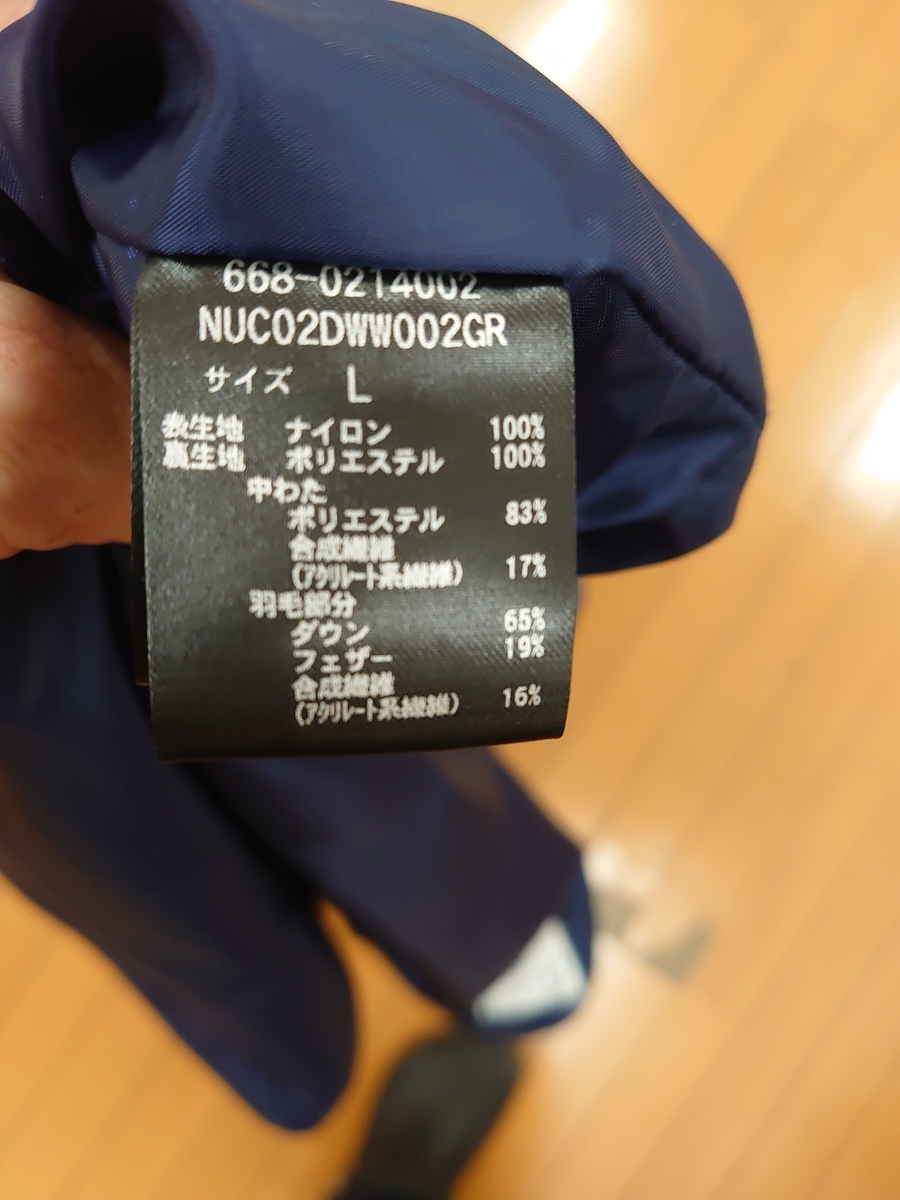 668-0214002
NUC02DWW002GR
サイズ L
表生地 ナイロン 100%
裏生地 ポリエステル 100%
中わた
ポリエステル 83%
合成繊維
(アクリレート系繊維) 17%
羽毛部分
ダウン 65%
フェザー 19%
合成繊維
(アクリレート系繊維) 16%